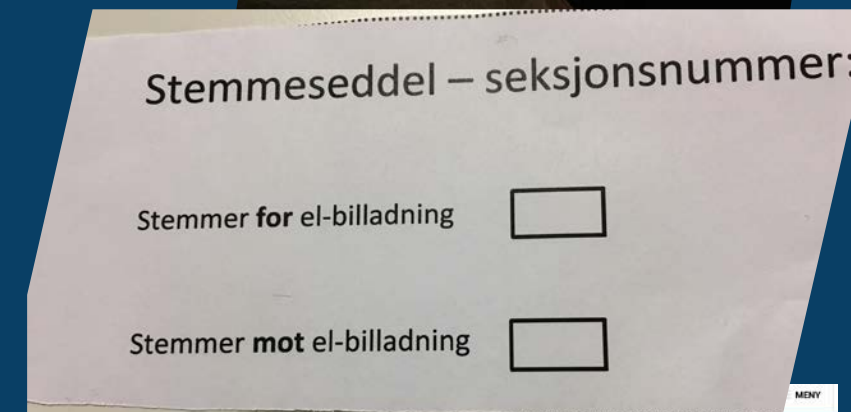 Stemmeseddel – seksjonsnummer:
Stemmer for el-billadning
Stemmer mot el-billadning
MENY